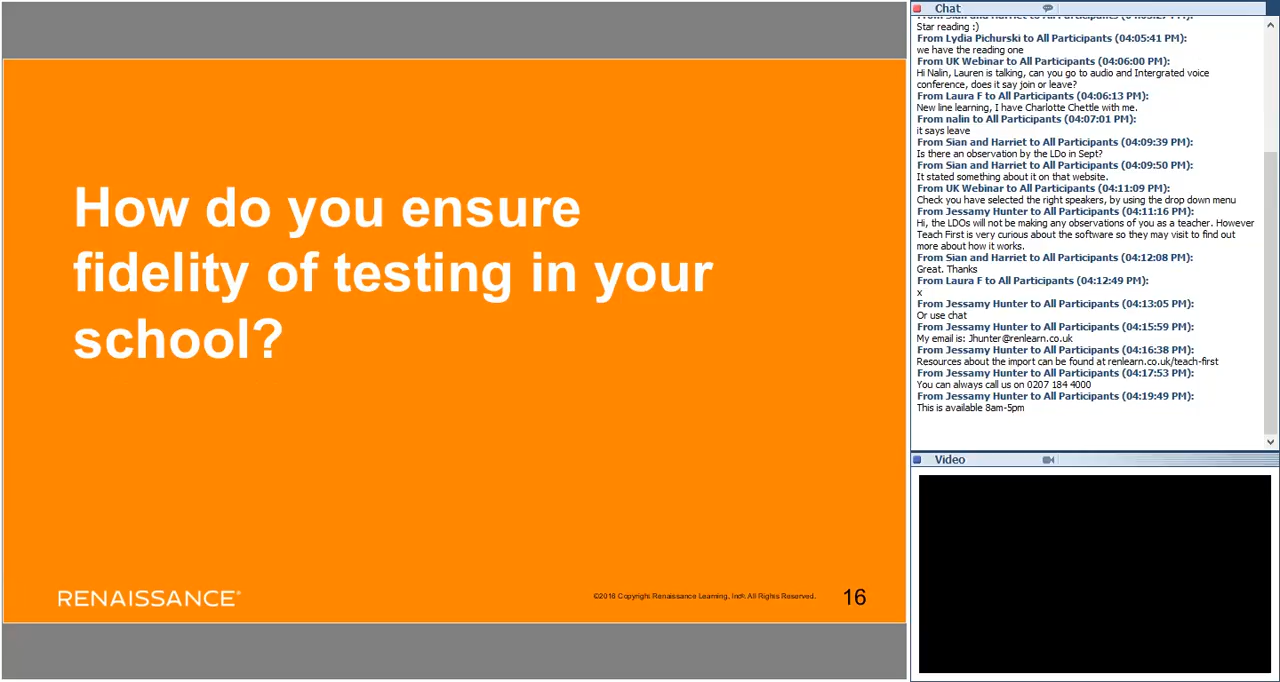 How do you ensure
fidelity of testing in your
school?
RENAISSANCE®
©2016 Copyright Renaissance Learning, Inc. All Rights Reserved.
16
Chat
Star reading :)
From Lydia Pichurski to All Participants (04:05:41 PM):
we have the reading one
From UK Webinar to All Participants (04:06:00 PM):
Hi Nalin, Lauren is talking, can you go to audio and Intergrated voice
conference, does it say join or leave?
From Laura F to All Participants (04:06:13 PM):
New line learning, I have Charlotte Chettle with me.
From nalin to All Participants (04:07:01 PM):
it says leave
From Sian and Harriet to All Participants (04:09:39 PM):
Is there an observation by the LDo in Sept?
From Sian and Harriet to All Participants (04:09:50 PM):
It stated something about it on that website.
From UK Webinar to All Participants (04:11:09 PM):
Check you have selected the right speakers, by using the drop down menu
From Jessamy Hunter to All Participants (04:11:16 PM):
Hi, the LDOs will not be making any observations of you as a teacher. However
Teach First is very curious about the software so they may visit to find out
more about how it works.
From Sian and Harriet to All Participants (04:12:08 PM):
Great. Thanks
From Laura F to All Participants (04:12:49 PM):
x
From Jessamy Hunter to All Participants (04:13:05 PM):
Or use chat
From Jessamy Hunter to All Participants (04:15:59 PM):
My email is: Jhunter@renlearn.co.uk
From Jessamy Hunter to All Participants (04:16:38 PM):
Resources about the import can be found at renlearn.co.uk/teach-first
From Jessamy Hunter to All Participants (04:17:53 PM):
You can always call us on 0207 184 4000
From Jessamy Hunter to All Participants (04:19:49 PM):
This is available 8am-5pm
Video